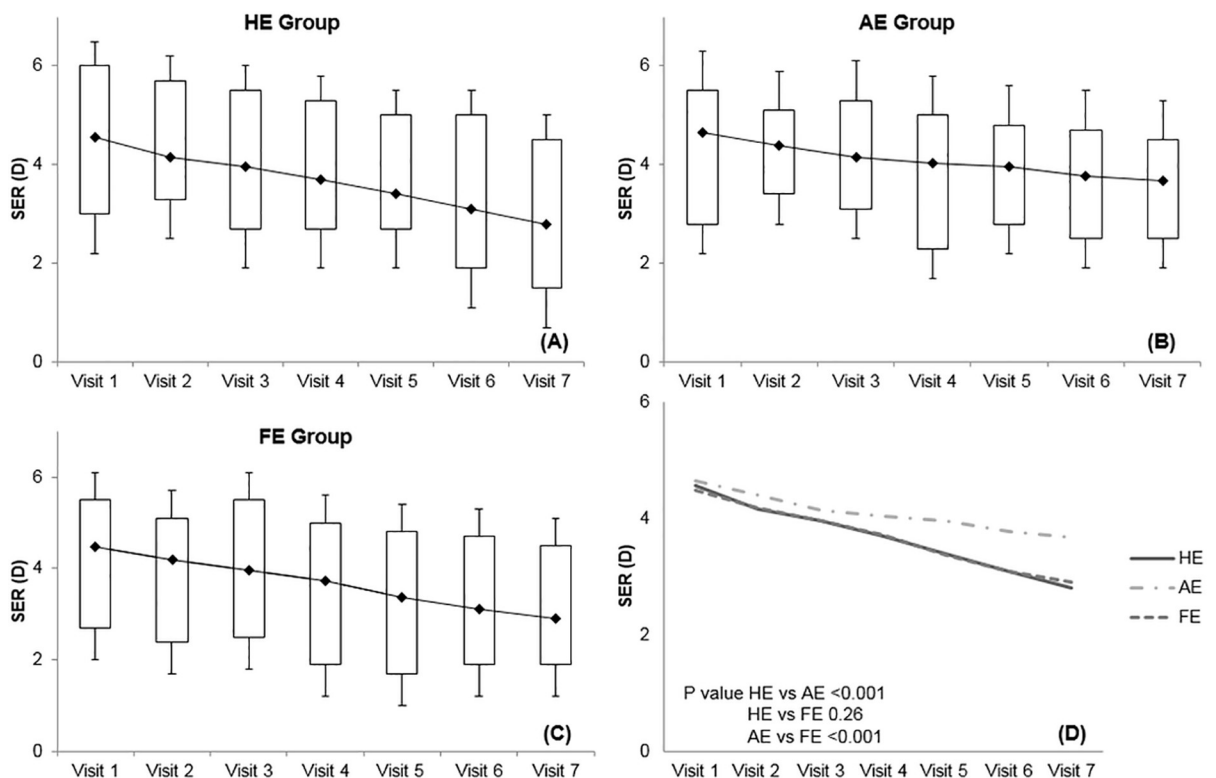 HE Group
6
4
2
0
SER (D)
(A)
Visit 1 Visit 2 Visit 3 Visit 4 Visit 5 Visit 6 Visit 7
AE Group
6
4
2
0
SER (D)
(B)
Visit 1 Visit 2 Visit 3 Visit 4 Visit 5 Visit 6 Visit 7
FE Group
6
4
2
0
SER (D)
(C)
Visit 1 Visit 2 Visit 3 Visit 4 Visit 5 Visit 6 Visit 7
6
4
2
0
SER (D)
HE
AE
FE
P value HE vs AE <0.001
HE vs FE 0.26
AE vs FE <0.001
(D)
Visit 1 Visit 2 Visit 3 Visit 4 Visit 5 Visit 6 Visit 7